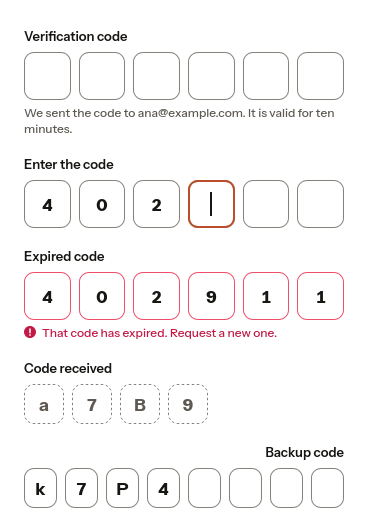 Verification code
We sent the code to ana@example.com. It is valid for ten
minutes.
Enter the code
4 0 2
Expired code
4 0 2 9 1 1
That code has expired. Request a new one.
Code received
a 7 B 9
Backup code
k 7 P 4